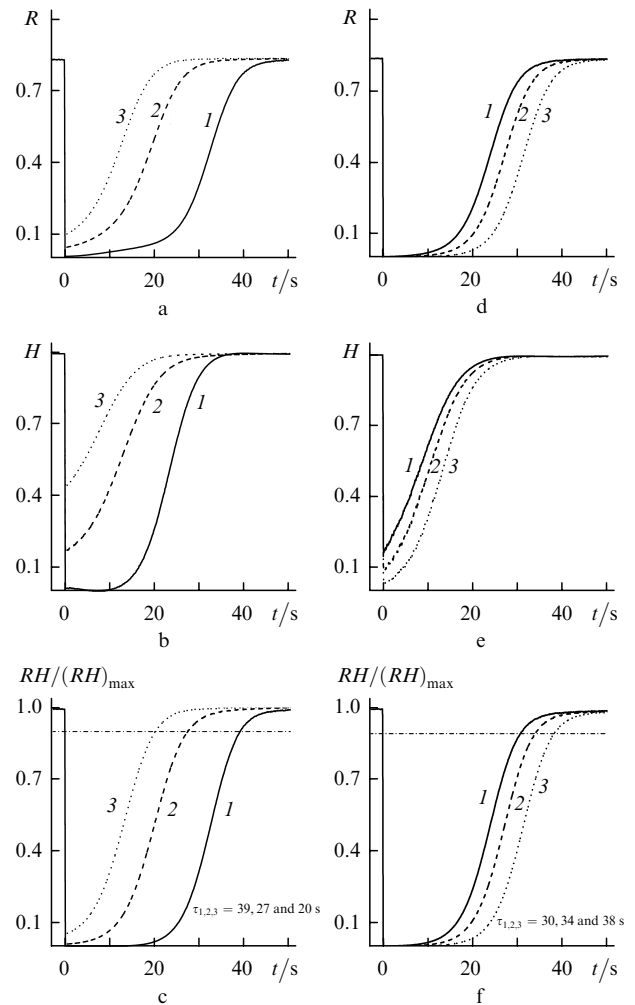 R
0.7
0.4
0.1
3
2
1
0 20 40 t/s
a
R
0.7
0.4
0.1
1
2
3
0 20 40 t/s
d
H
0.7
0.4
0.1
3
2
1
0 20 40 t/s
b
H
0.7
0.4
0.1
1
2
3
0 20 40 t/s
e
RH/(RH)max
1.0
0.7
0.4
0.1
3
2
1
τ1,2,3 = 39, 27 and 20 s
0 20 40 t/s
c
RH/(RH)max
1.0
0.7
0.4
0.1
1
2
3
τ1,2,3 = 30, 34 and 38 s
0 20 40 t/s
f